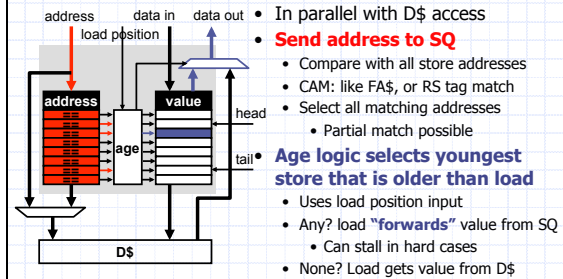 address
data in
data out
load position
address
value
==
==
==
==
==
==
==
==
age
head
tail
D$
• In parallel with D$ access
• Send address to SQ
• Compare with all store addresses
• CAM: like FA$, or RS tag match
• Select all matching addresses
• Partial match possible
• Age logic selects youngest
store that is older than load
• Uses load position input
• Any? load “forwards” value from SQ
• Can stall in hard cases
• None? Load gets value from D$